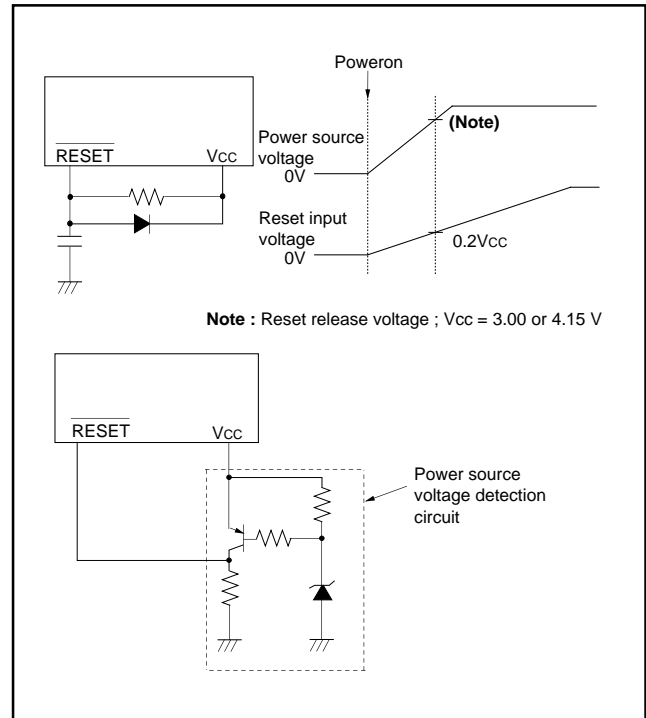 Poweron
RESET
Vcc
Power source
voltage
0V
(Note)
Reset input
voltage
0V
0.2Vcc
Note : Reset release voltage ; Vcc = 3.00 or 4.15 V
RESET
Vcc
Power source
voltage detection
circuit